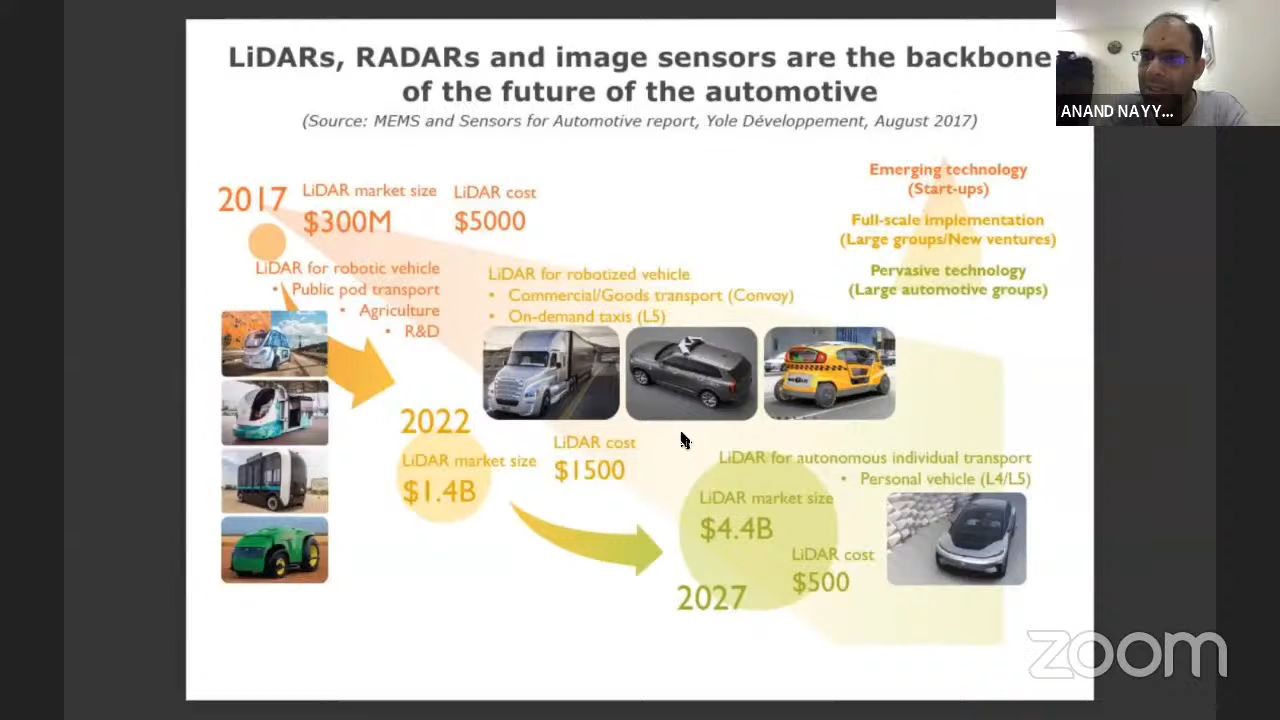 LiDARs, RADARs and image sensors are the backbone
of the future of the automotive
(Source: MEMS and Sensors for Automotive report, Yole Développement, August 2017)
ANAND NAYY...
Emerging technology
(Start-ups)
Full-scale implementation
(Large groups/New ventures)
Pervasive technology
(Large automotive groups)
2017
LiDAR market size
$300M
LiDAR cost
$5000
LiDAR for robotic vehicle
• Public pod transport
• Agriculture
• R&D
LiDAR for robotized vehicle
• Commercial/Goods transport (Convoy)
• On-demand taxis (L5)
2022
LiDAR market size
$1.4B
LiDAR cost
$1500
LiDAR for autonomous individual transport
• Personal vehicle (L4/L5)
LiDAR market size
$4.4B
LiDAR cost
$500
2027
zoom